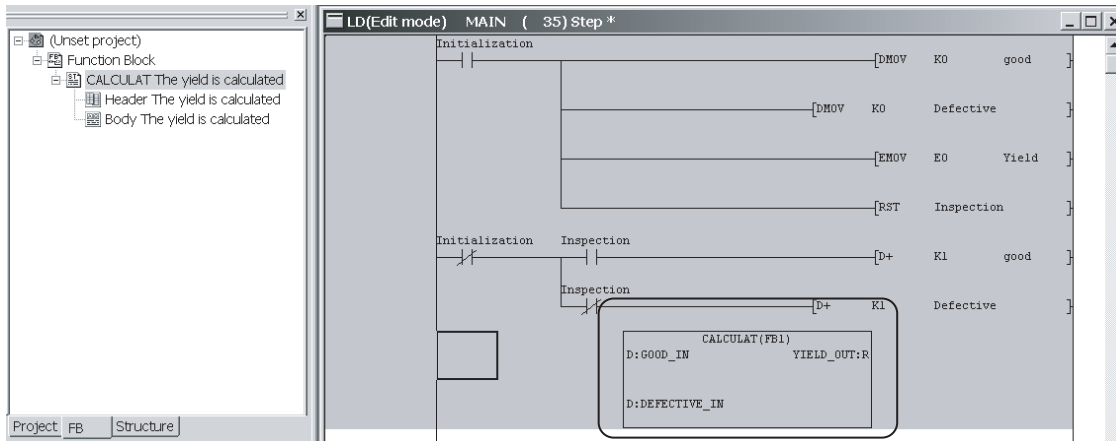 (Unset project)
Function Block
CALCULAT The yield is calculated
Header The yield is calculated
Body The yield is calculated
Project FB Structure
LD(Edit mode) MAIN ( 35) Step *
Initialization
[DMOV K0 good ]
[DMOV K0 Defective ]
[EMOV E0 Yield ]
[RST Inspection ]
Initialization Inspection
[D+ K1 good ]
Inspection
[D+ K1 Defective ]
CALCULAT(FB1)
D:GOOD_IN YIELD_OUT:R
D:DEFECTIVE_IN